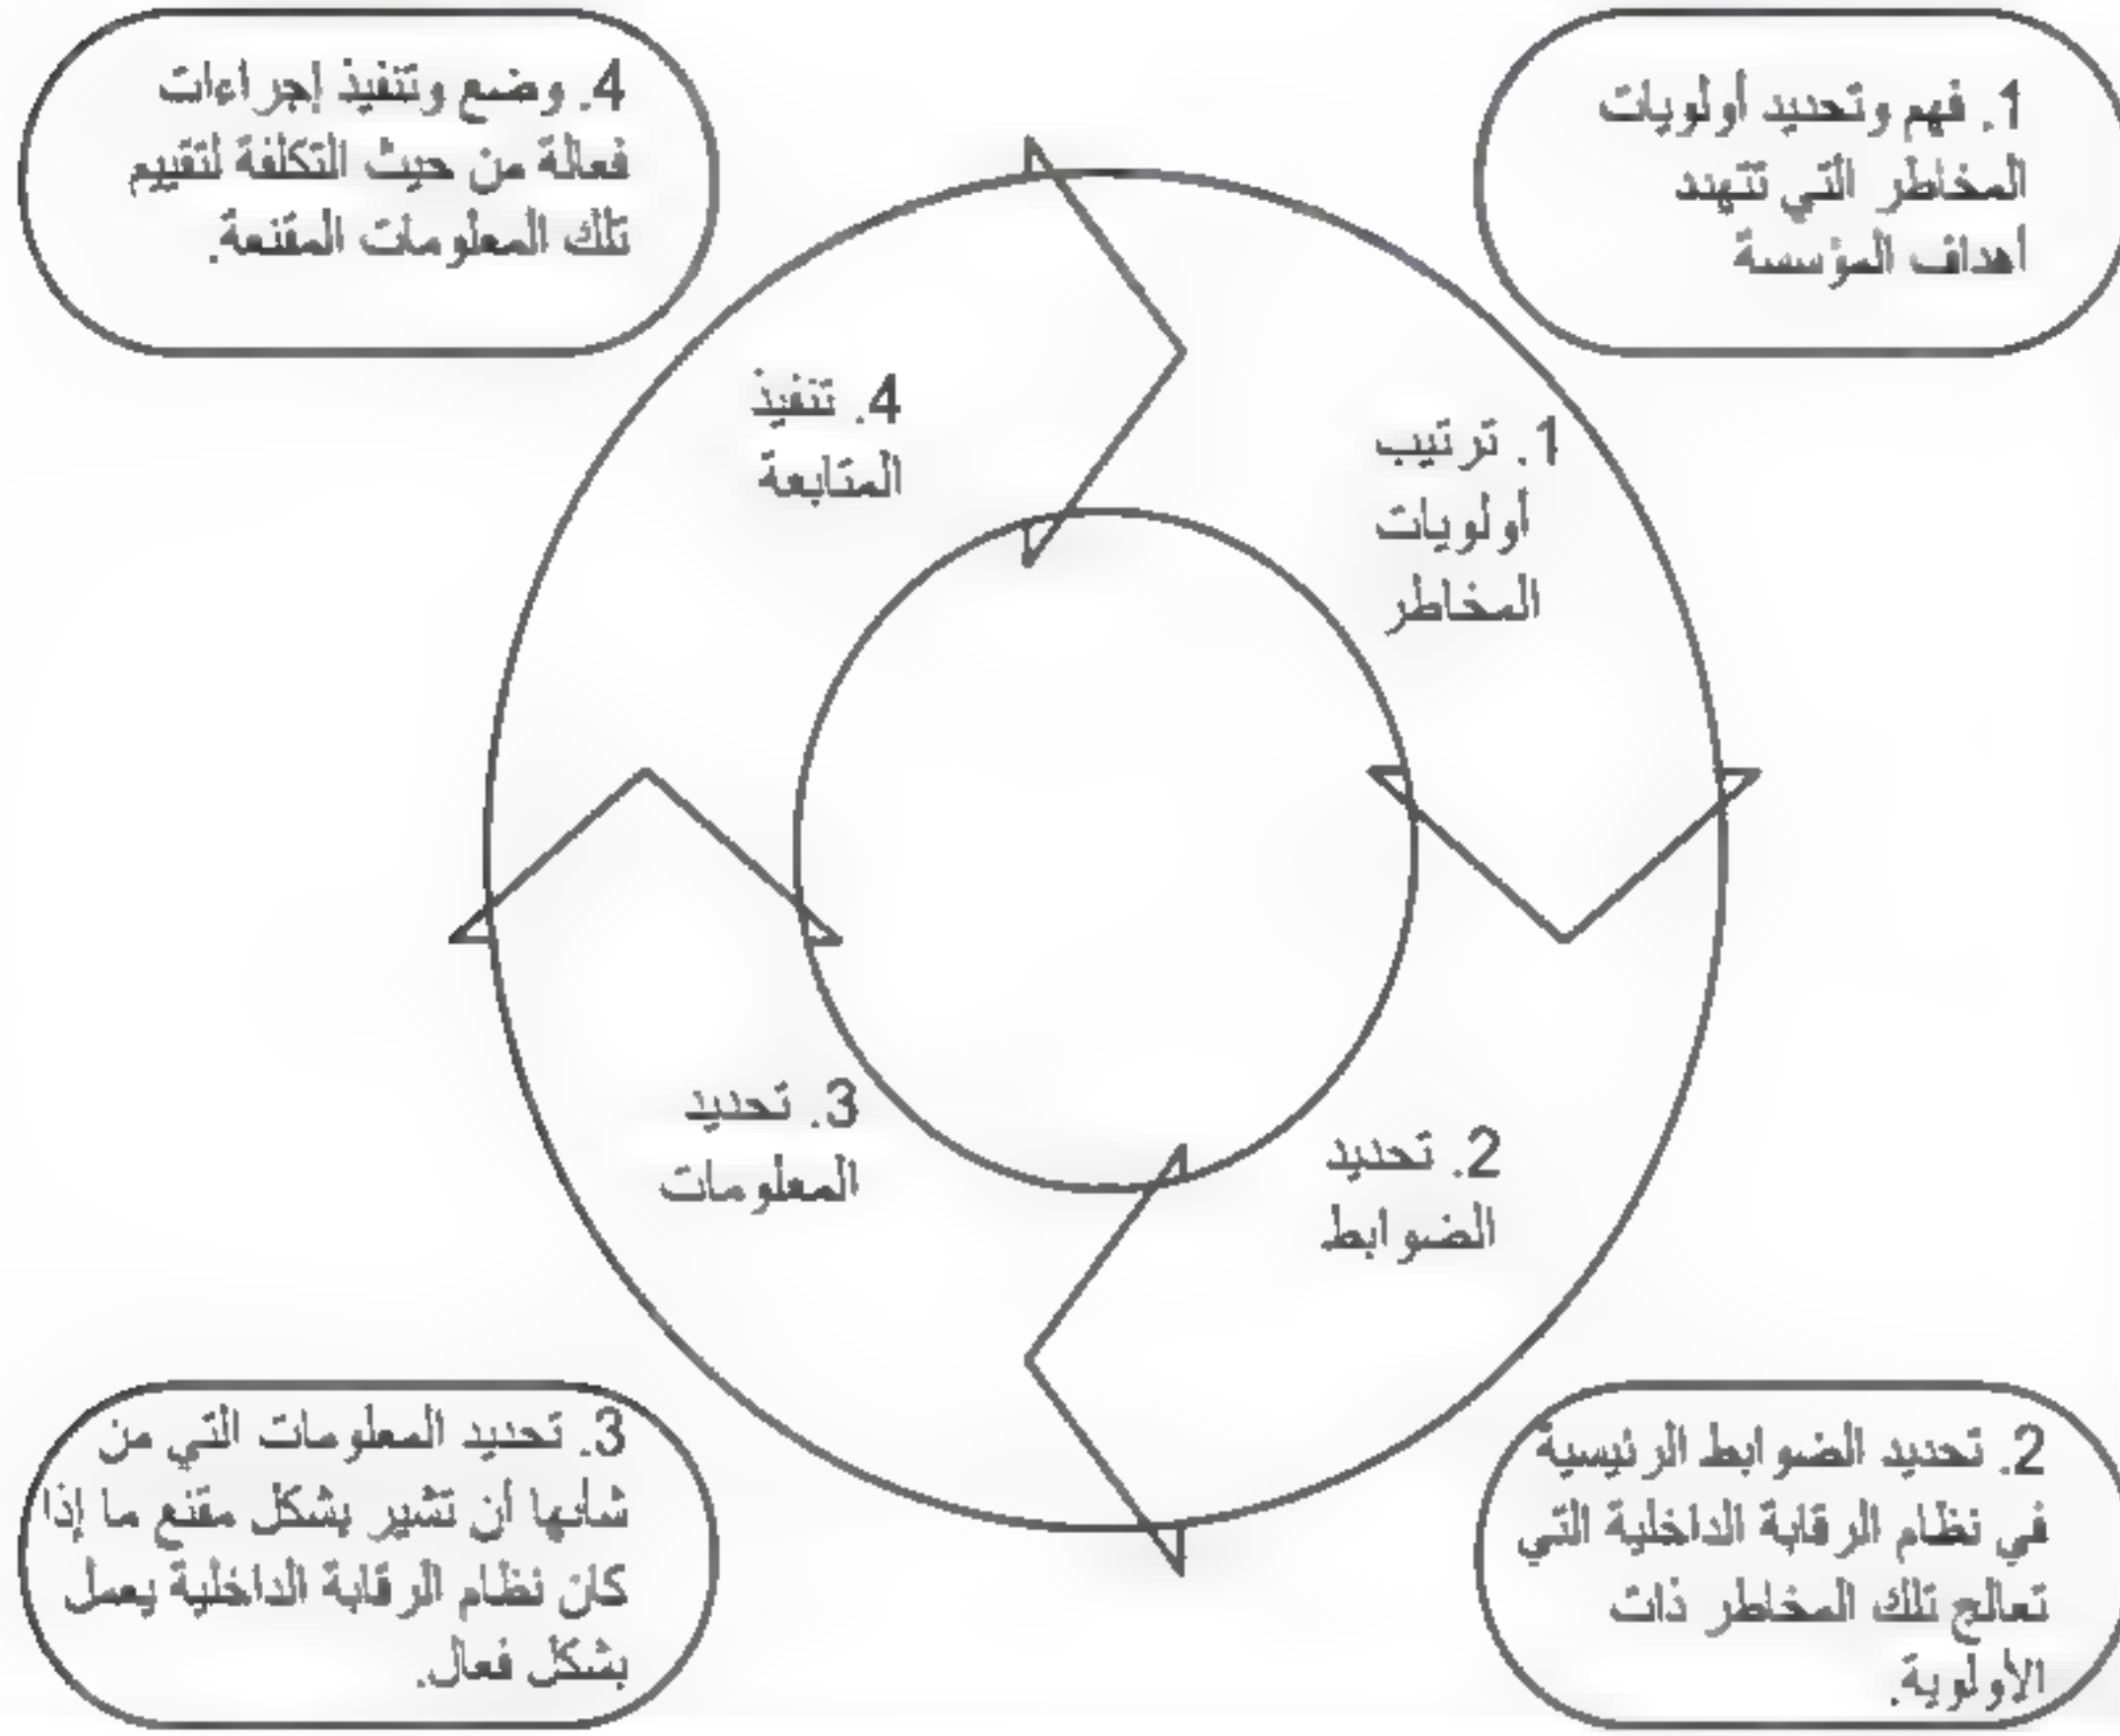 1. فهم وتحديد أولويات
المخاطر التي تتهدد
أهداف المؤسسة
4. وضع وتنفيذ إجراءات
فعالة من حيث التكلفة لتقييم
تلك المعلومات المقنعة.
1. ترتيب
أولويات
المخاطر
4. تنفيذ
المتابعة
2. تحديد
الضوابط
3. تحديد
المعلومات
2. تحديد الضوابط الرئيسية
في نظام الرقابة الداخلية التي
تعالج تلك المخاطر ذات
الأولوية.
3. تحديد المعلومات التي من
شأنها أن تشير بشكل مقنع ما إذا
كان نظام الرقابة الداخلية يعمل
بشكل فعال.